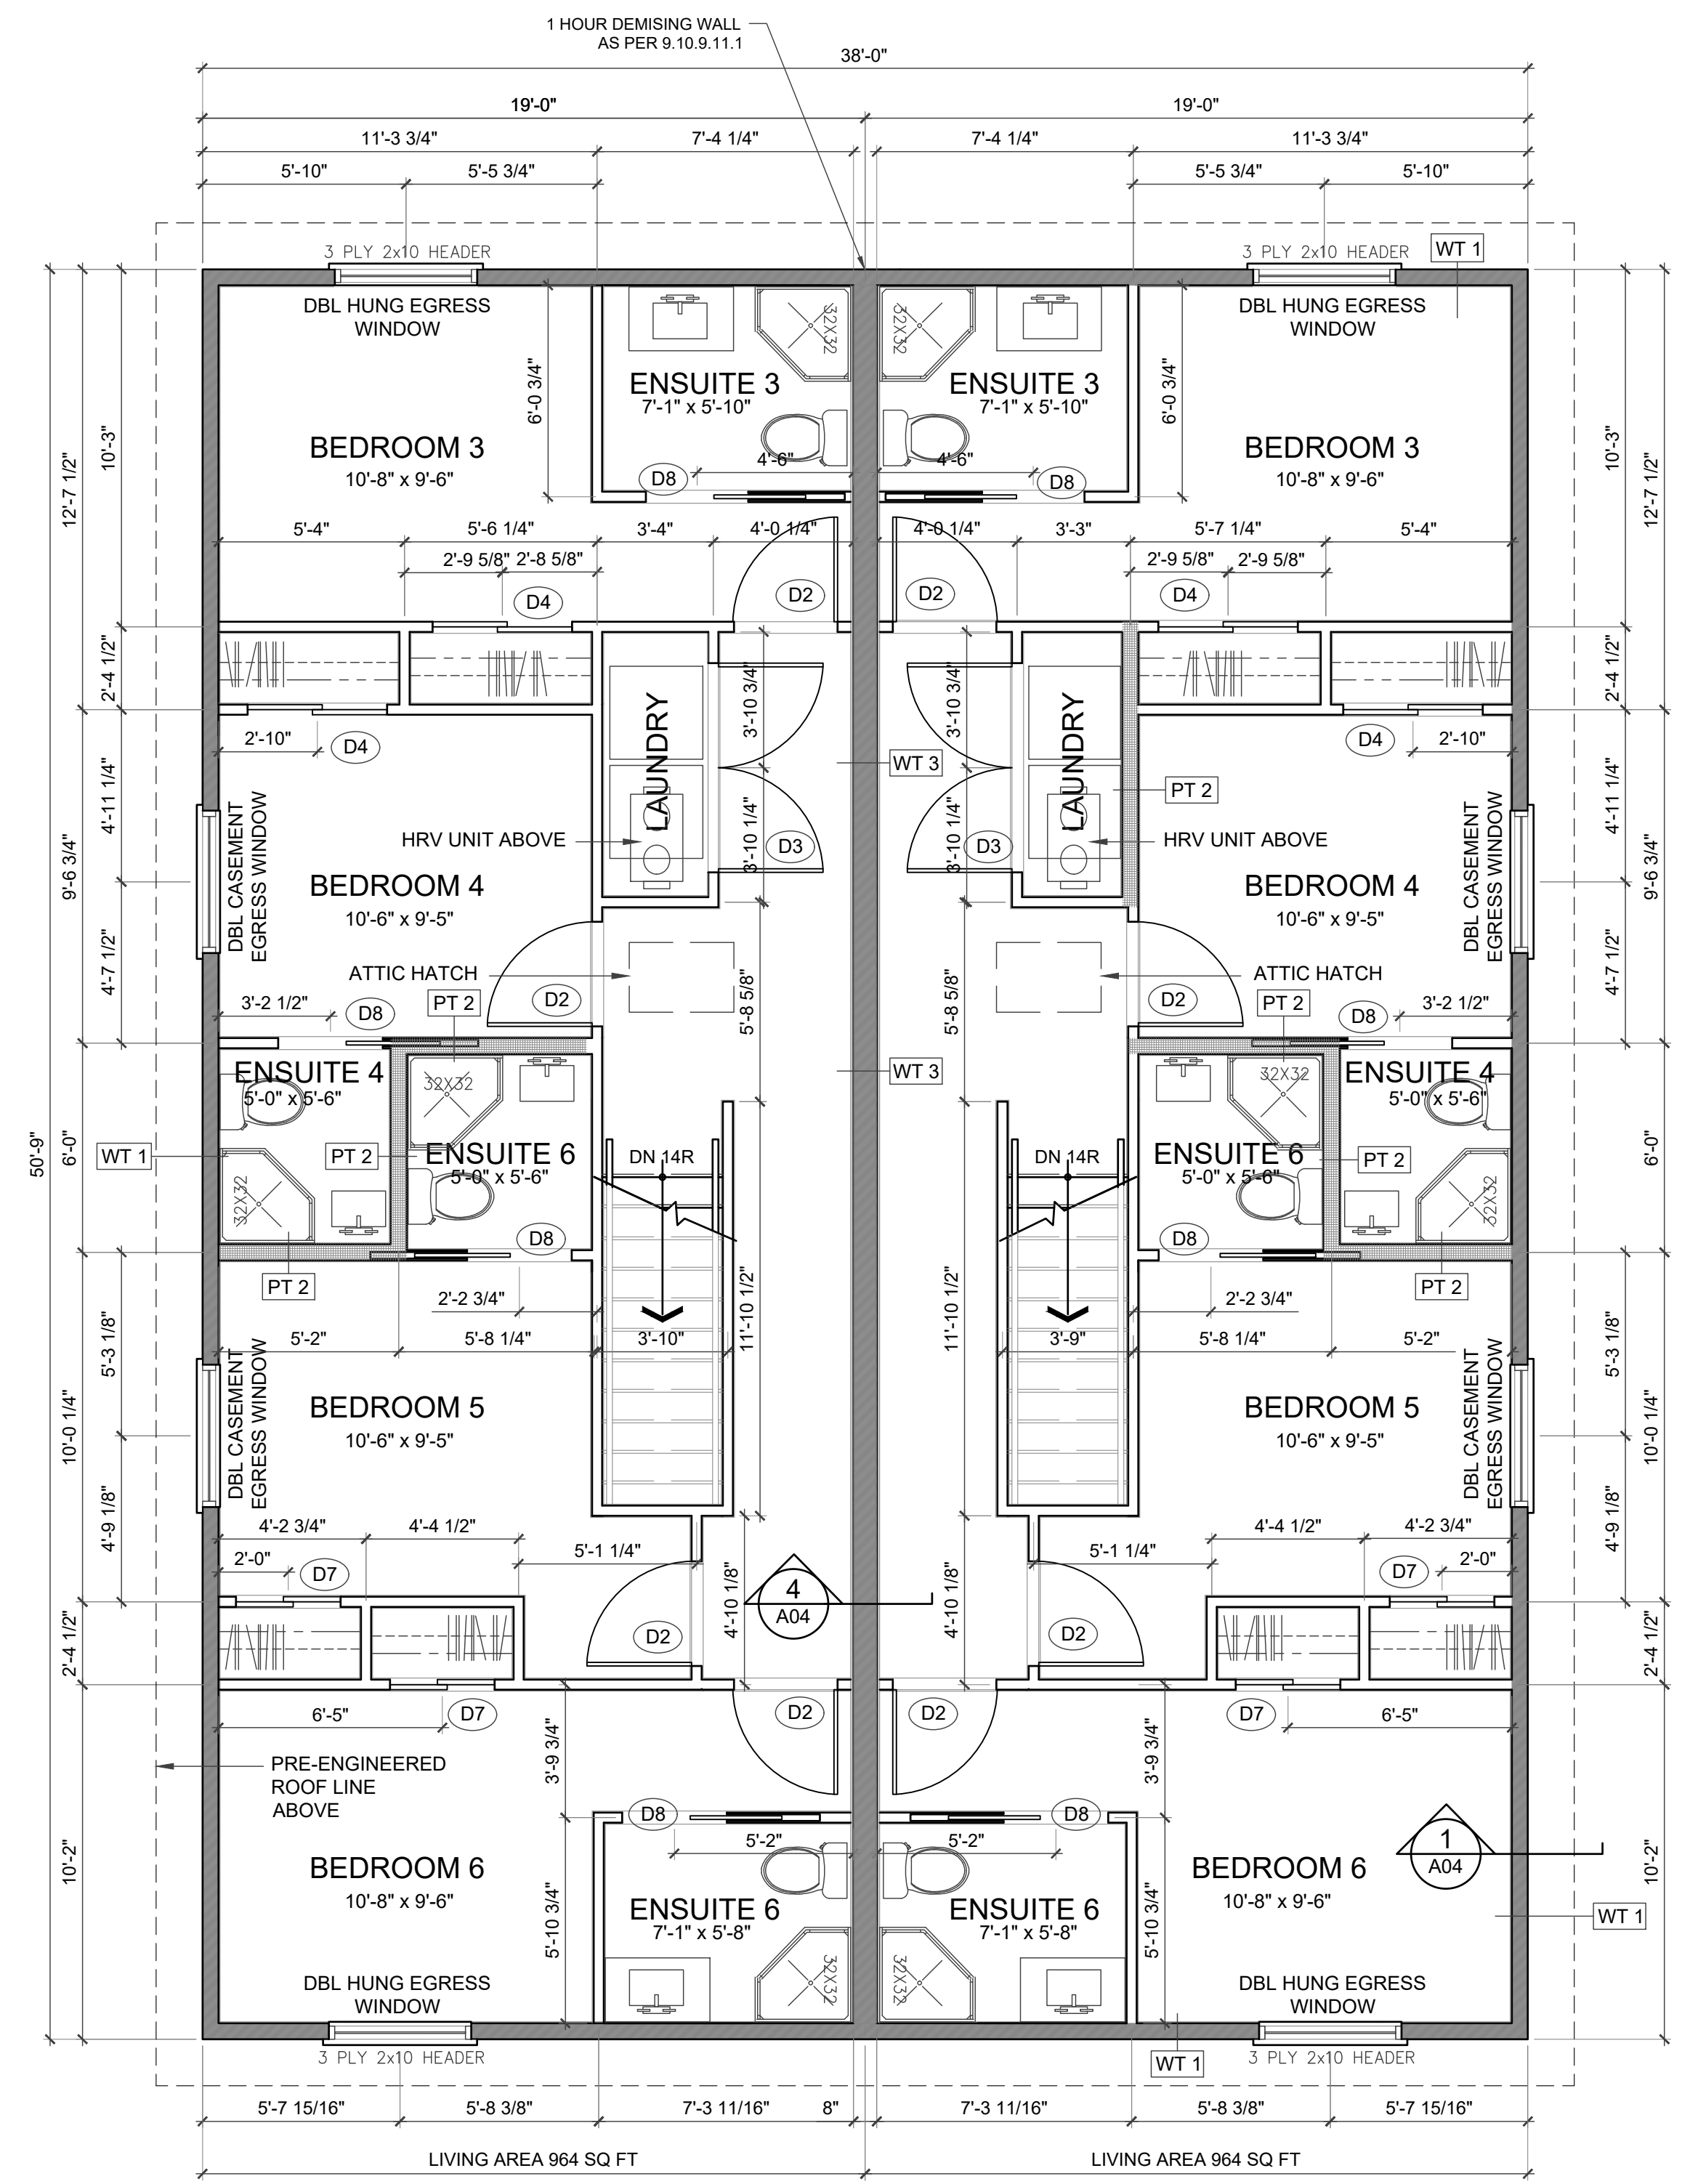 1 HOUR DEMISING WALL
AS PER 9.10.9.11.1
38'-0"
19'-0"
19'-0"
11'-3 3/4"
7'-4 1/4"
7'-4 1/4"
11'-3 3/4"
5'-10"
5'-5 3/4"
5'-5 3/4"
5'-10"
3 PLY 2x10 HEADER
3 PLY 2x10 HEADER
WT 1
DBL HUNG EGRESS
WINDOW
DBL HUNG EGRESS
WINDOW
32X32
32X32
6'-0 3/4"
6'-0 3/4"
ENSUITE 3
7'-1" x 5'-10"
ENSUITE 3
7'-1" x 5'-10"
BEDROOM 3
10'-8" x 9'-6"
BEDROOM 3
10'-8" x 9'-6"
10'-3"
12'-7 1/2"
10'-3"
12'-7 1/2"
4'-6"
4'-6"
D8
D8
5'-4"
5'-6 1/4"
3'-4"
4'-0 1/4"
4'-0 1/4"
3'-3"
5'-7 1/4"
5'-4"
2'-9 5/8"
2'-8 5/8"
2'-9 5/8"
2'-9 5/8"
D4
D2
D2
D4
2'-4 1/2"
2'-4 1/2"
3'-10 3/4"
3'-10 3/4"
LAUNDRY
LAUNDRY
2'-10"
D4
WT 3
D4
2'-10"
PT 2
4'-11 1/4"
4'-11 1/4"
DBL CASEMENT
EGRESS WINDOW
DBL CASEMENT
EGRESS WINDOW
HRV UNIT ABOVE
D3
3'-10 1/4"
3'-10 1/4"
D3
HRV UNIT ABOVE
9'-6 3/4"
9'-6 3/4"
BEDROOM 4
10'-6" x 9'-5"
BEDROOM 4
10'-6" x 9'-5"
4'-7 1/2"
4'-7 1/2"
ATTIC HATCH
ATTIC HATCH
5'-8 5/8"
5'-8 5/8"
3'-2 1/2"
D8
PT 2
D2
D2
PT 2
D8
3'-2 1/2"
ENSUITE 4
5'-0" x 5'-6"
32X32
WT 3
32X32
ENSUITE 4
5'-0" x 5'-6"
50'-9"
6'-0"
WT 1
PT 2
ENSUITE 6
5'-0" x 5'-6"
DN 14R
DN 14R
ENSUITE 6
5'-0" x 5'-6"
PT 2
6'-0"
32X32
32X32
D8
D8
PT 2
PT 2
2'-2 3/4"
2'-2 3/4"
11'-10 1/2"
11'-10 1/2"
5'-2"
5'-8 1/4"
3'-10"
3'-9"
5'-8 1/4"
5'-2"
5'-3 1/8"
5'-3 1/8"
DBL CASEMENT
EGRESS WINDOW
DBL CASEMENT
EGRESS WINDOW
BEDROOM 5
10'-6" x 9'-5"
BEDROOM 5
10'-6" x 9'-5"
10'-0 1/4"
10'-0 1/4"
4'-9 1/8"
4'-9 1/8"
4'-2 3/4"
4'-4 1/2"
4'-4 1/2"
4'-2 3/4"
2'-0"
D7
5'-1 1/4"
5'-1 1/4"
D7
2'-0"
4
A04
4'-10 1/8"
4'-10 1/8"
D2
D2
2'-4 1/2"
2'-4 1/2"
6'-5"
D7
D2
D2
D7
6'-5"
3'-9 3/4"
3'-9 3/4"
PRE-ENGINEERED
ROOF LINE
ABOVE
D8
D8
5'-2"
5'-2"
1
A04
10'-2"
10'-2"
BEDROOM 6
10'-8" x 9'-6"
BEDROOM 6
10'-8" x 9'-6"
ENSUITE 6
7'-1" x 5'-8"
ENSUITE 6
7'-1" x 5'-8"
5'-10 3/4"
5'-10 3/4"
WT 1
32X32
32X32
DBL HUNG EGRESS
WINDOW
DBL HUNG EGRESS
WINDOW
3 PLY 2x10 HEADER
WT 1
3 PLY 2x10 HEADER
5'-7 15/16"
5'-8 3/8"
7'-3 11/16"
8"
7'-3 11/16"
5'-8 3/8"
5'-7 15/16"
LIVING AREA 964 SQ FT
LIVING AREA 964 SQ FT